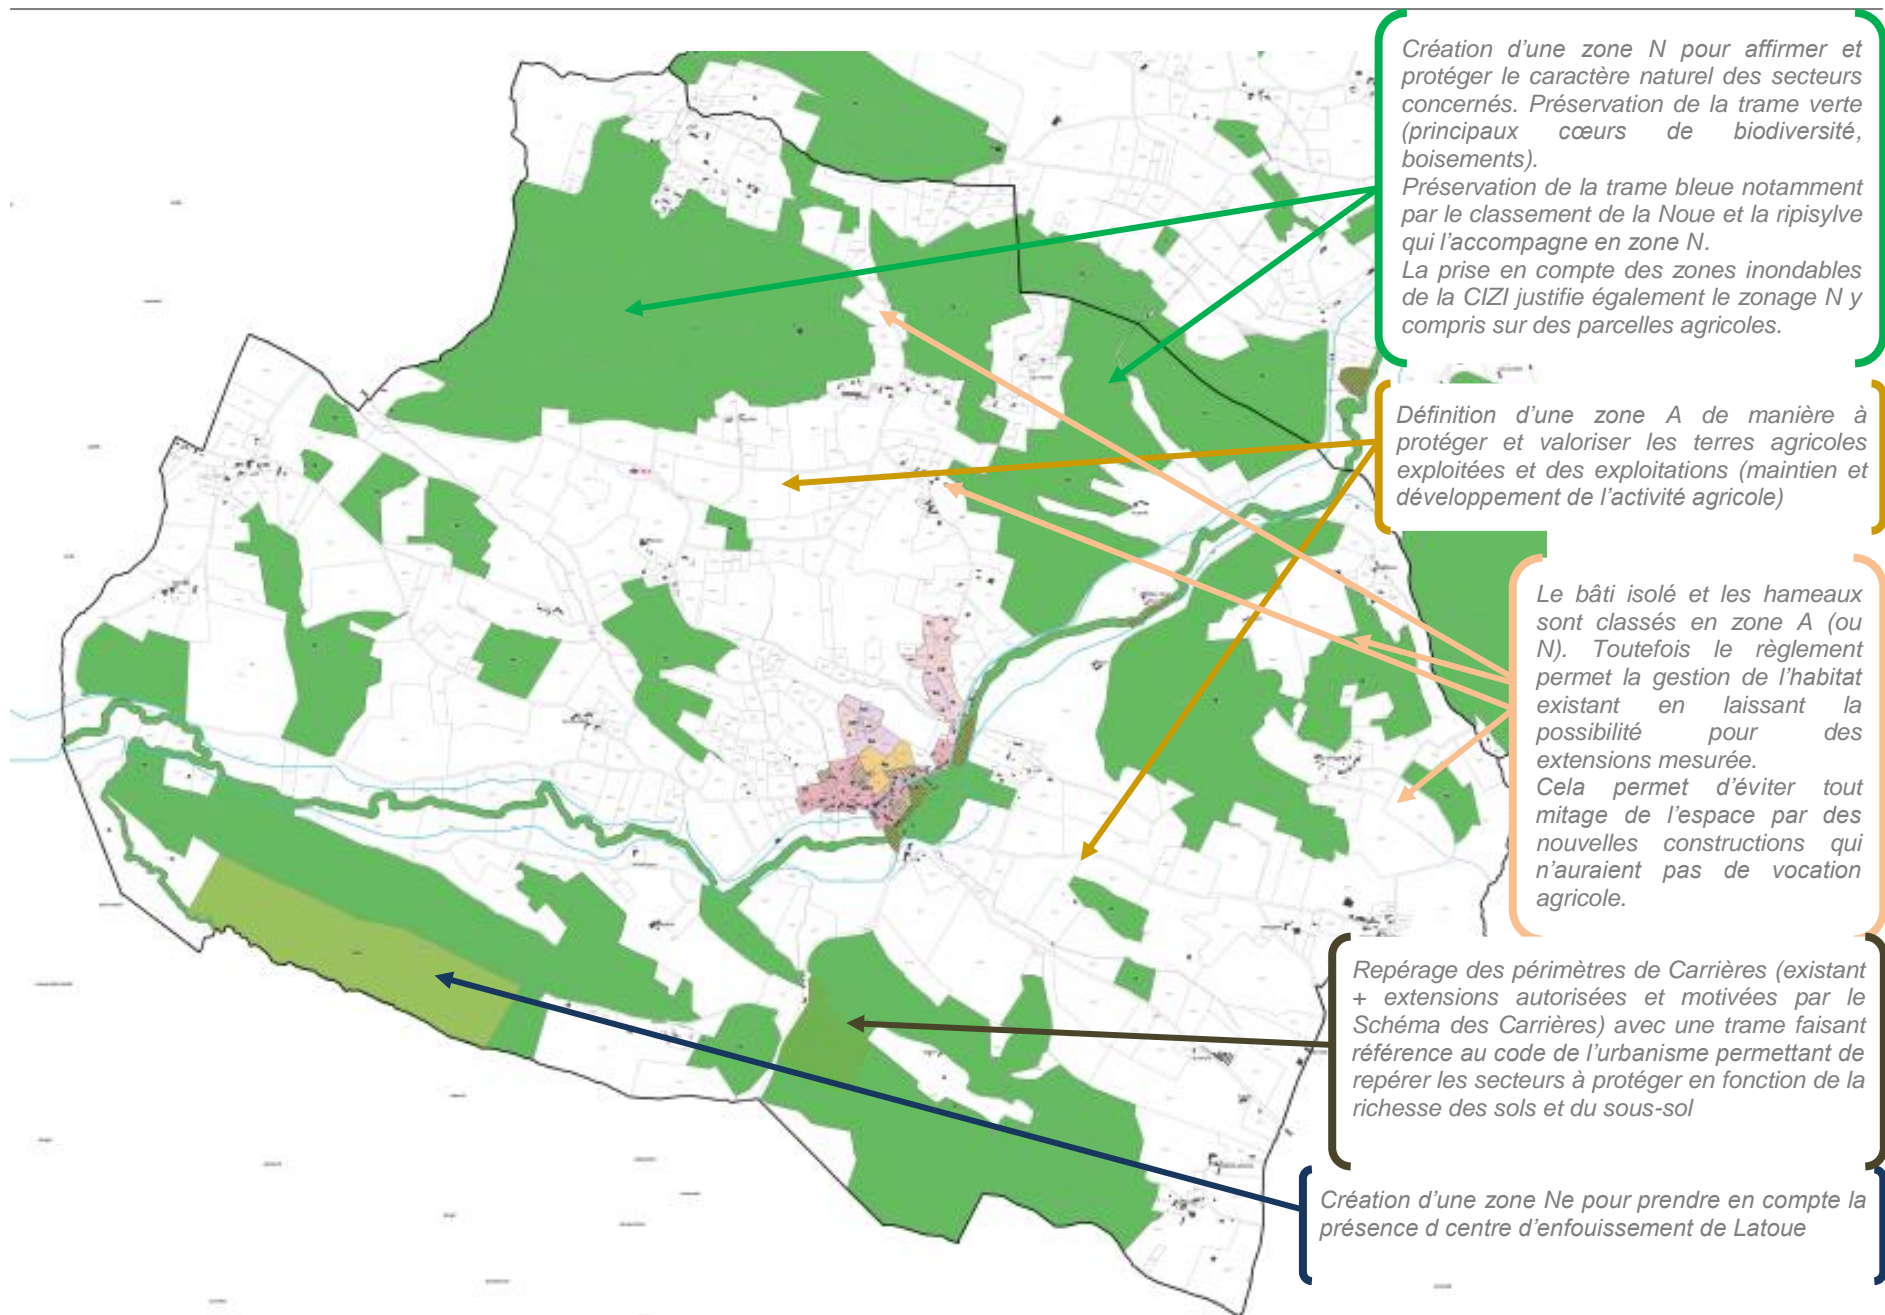 Création d’une zone N pour affirmer et
protéger le caractère naturel des secteurs
concernés. Préservation de la trame verte
(principaux cœurs de biodiversité,
boisements).
Préservation de la trame bleue notamment
par le classement de la Noue et la ripisylve
qui l’accompagne en zone N.
La prise en compte des zones inondables
de la CIZI justifie également le zonage N y
compris sur des parcelles agricoles.
Définition d’une zone A de manière à
protéger et valoriser les terres agricoles
exploitées et des exploitations (maintien et
développement de l’activité agricole)
Le bâti isolé et les hameaux
sont classés en zone A (ou
N). Toutefois le règlement
permet la gestion de l’habitat
existant en laissant la
possibilité pour des
extensions mesurée.
Cela permet d’éviter tout
mitage de l’espace par des
nouvelles constructions qui
n’auraient pas de vocation
agricole.
Repérage des périmètres de Carrières (existant
+ extensions autorisées et motivées par le
Schéma des Carrières) avec une trame faisant
référence au code de l’urbanisme permettant de
repérer les secteurs à protéger en fonction de la
richesse des sols et du sous-sol
Création d’une zone Ne pour prendre en compte la
présence d centre d’enfouissement de Latoue